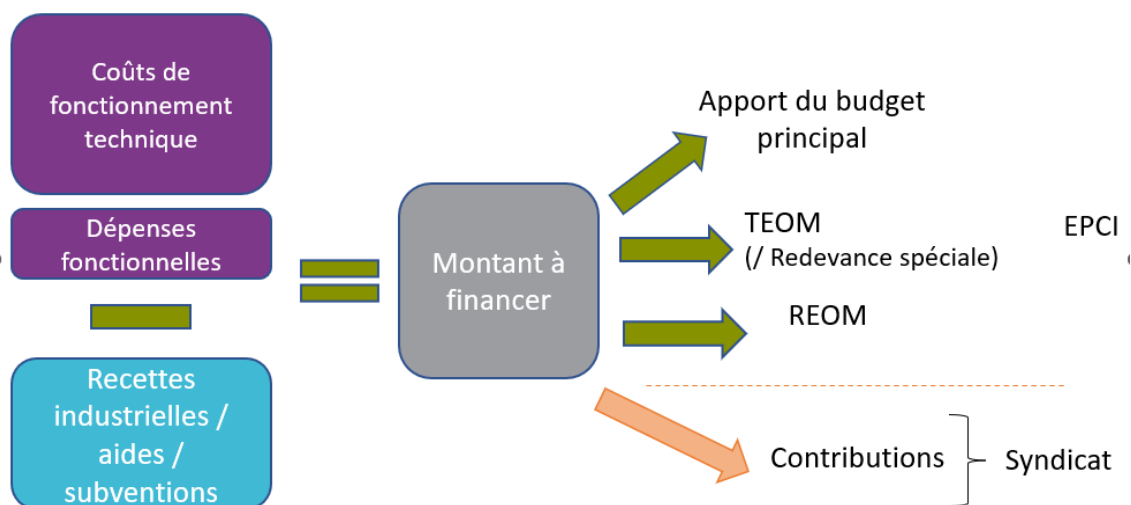 Coûts de
fonctionnement
technique
Dépenses
fonctionnelles
Recettes
industrielles /
aides /
subventions
Montant à
financer
Apport du budget
principal
TEOM
(/ Redevance spéciale)
EPCI
REOM
Contributions
Syndicat